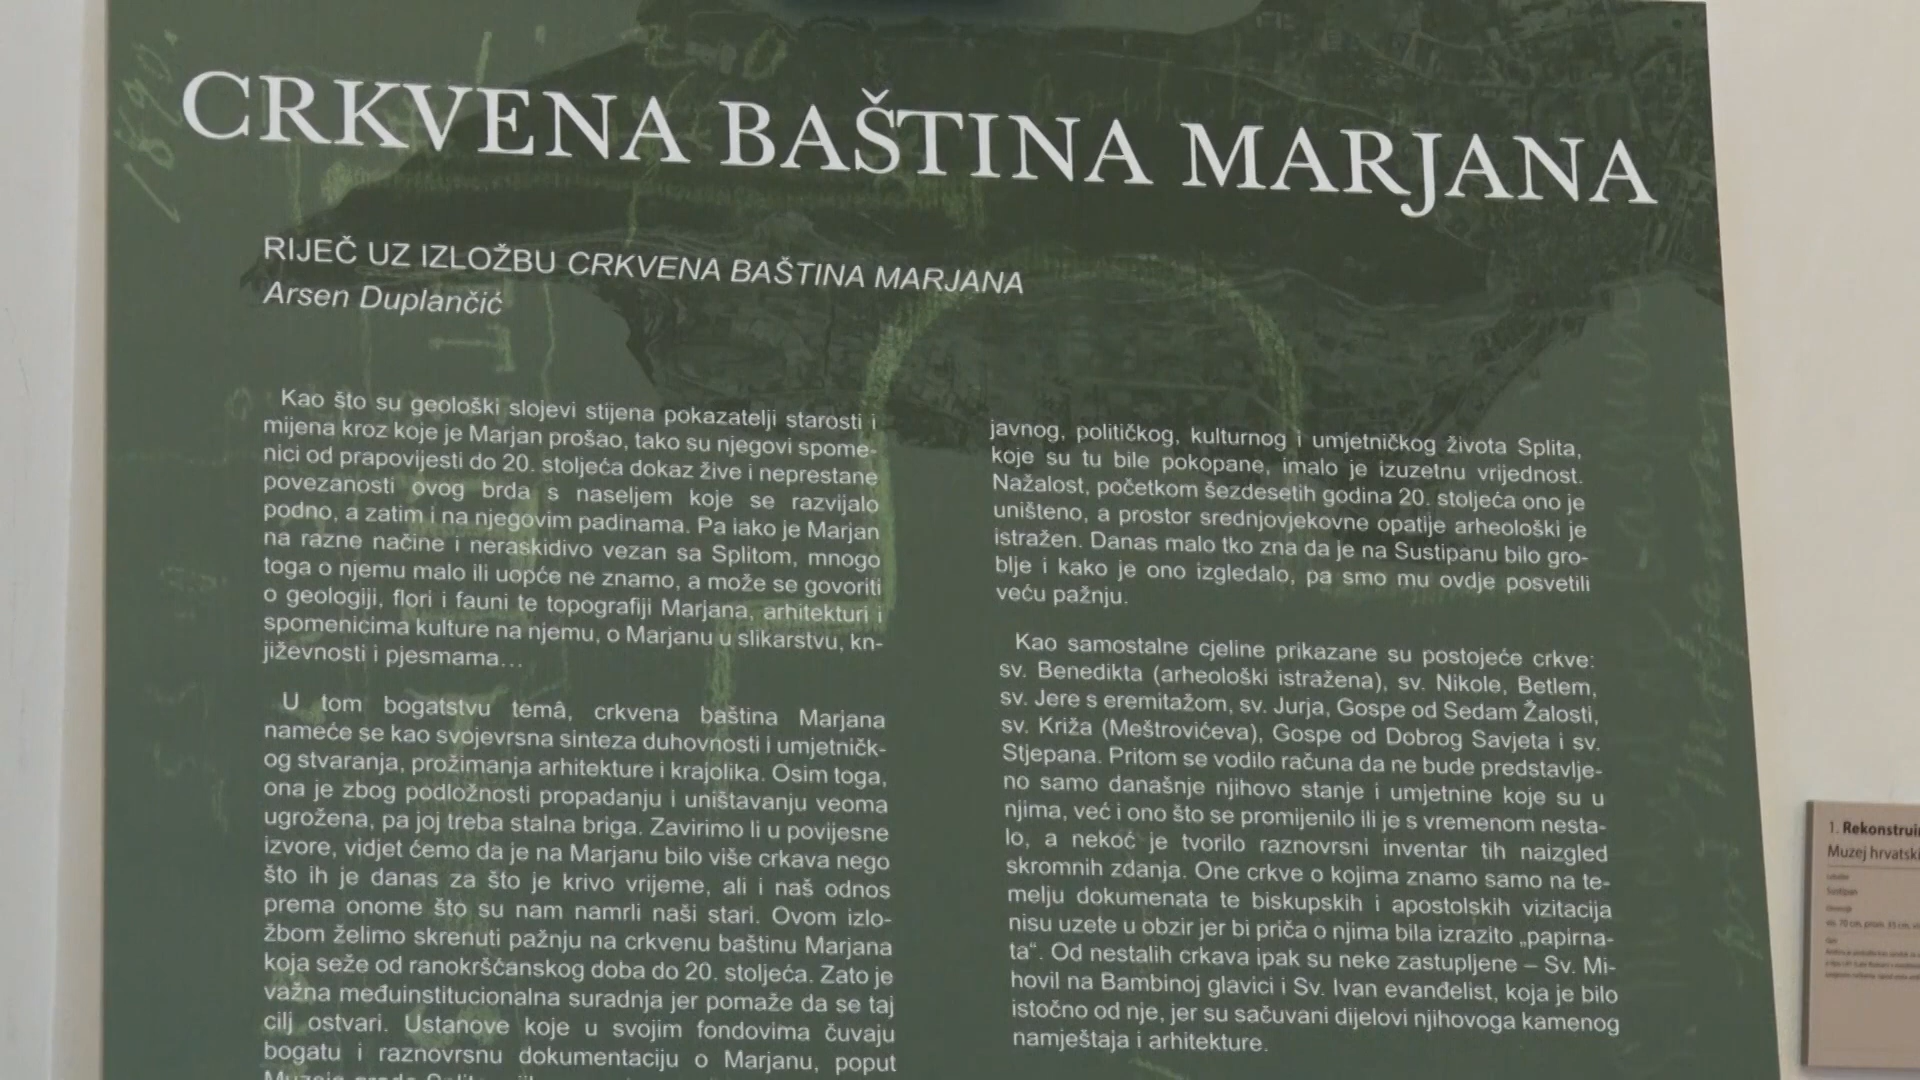 1890.
CRKVENA BAŠTINA MARJANA
RIJEČ UZ IZLOŽBU CRKVENA BAŠTINA MARJANA
Arsen Duplančić
Kao što su geološki slojevi stijena pokazatelji starosti i
mijena kroz koje je Marjan prošao, tako su njegovi spome-
nici od prapovijesti do 20. stoljeća dokaz žive i neprestane
povezanosti ovog brda s naseljem koje se razvijalo
podno, a zatim i na njegovim padinama. Pa iako je Marjan
na razne načine i neraskidivo vezan sa Splitom, mnogo
toga o njemu malo ili uopće ne znamo, a može se govoriti
o geologiji, flori i fauni te topografiji Marjana, arhitekturi i
spomenicima kulture na njemu, o Marjanu u slikarstvu, kn-
jiževnosti i pjesmama…
U tom bogatstvu temâ, crkvena baština Marjana
nameće se kao svojevrsna sinteza duhovnosti i umjetničk-
og stvaranja, prožimanja arhitekture i krajolika. Osim toga,
ona je zbog podložnosti propadanju i uništavanju veoma
ugrožena, pa joj treba stalna briga. Zavirimo li u povijesne
izvore, vidjet ćemo da je na Marjanu bilo više crkava nego
što ih je danas za što je krivo vrijeme, ali i naš odnos
prema onome što su nam namrli naši stari. Ovom izlo-
žbom želimo skrenuti pažnju na crkvenu baštinu Marjana
koja seže od ranokršćanskog doba do 20. stoljeća. Zato je
važna međuinstitucionalna suradnja jer pomaže da se taj
cilj ostvari. Ustanove koje u svojim fondovima čuvaju
bogatu i raznovrsnu dokumentaciju o Marjanu, poput
javnog, političkog, kulturnog i umjetničkog života Splita,
koje su tu bile pokopane, imalo je izuzetnu vrijednost.
Nažalost, početkom šezdesetih godina 20. stoljeća ono je
uništeno, a prostor srednjovjekovne opatije arheološki je
istražen. Danas malo tko zna da je na Sustipanu bilo gro-
blje i kako je ono izgledalo, pa smo mu ovdje posvetili
veću pažnju.
Kao samostalne cjeline prikazane su postojeće crkve:
sv. Benedikta (arheološki istražena), sv. Nikole, Betlem,
sv. Jere s eremitažom, sv. Jurja, Gospe od Sedam Žalosti,
sv. Križa (Meštrovićeva), Gospe od Dobrog Savjeta i sv.
Stjepana. Pritom se vodilo računa da ne bude predstavlje-
no samo današnje njihovo stanje i umjetnine koje su u
njima, već i ono što se promijenilo ili je s vremenom nesta-
lo, a nekoć je tvorilo raznovrsni inventar tih naizgled
skromnih zdanja. One crkve o kojima znamo samo na te-
melju dokumenata te biskupskih i apostolskih vizitacija
nisu uzete u obzir jer bi priča o njima bila izrazito „papirna-
ta“. Od nestalih crkava ipak su neke zastupljene – Sv. Mi-
hovil na Bambinoj glavici i Sv. Ivan evanđelist, koja je bilo
istočno od nje, jer su sačuvani dijelovi njihovoga kamenog
namještaja i arhitekture.
1. Rekonstruir
Muzej hrvatski
Sustipan